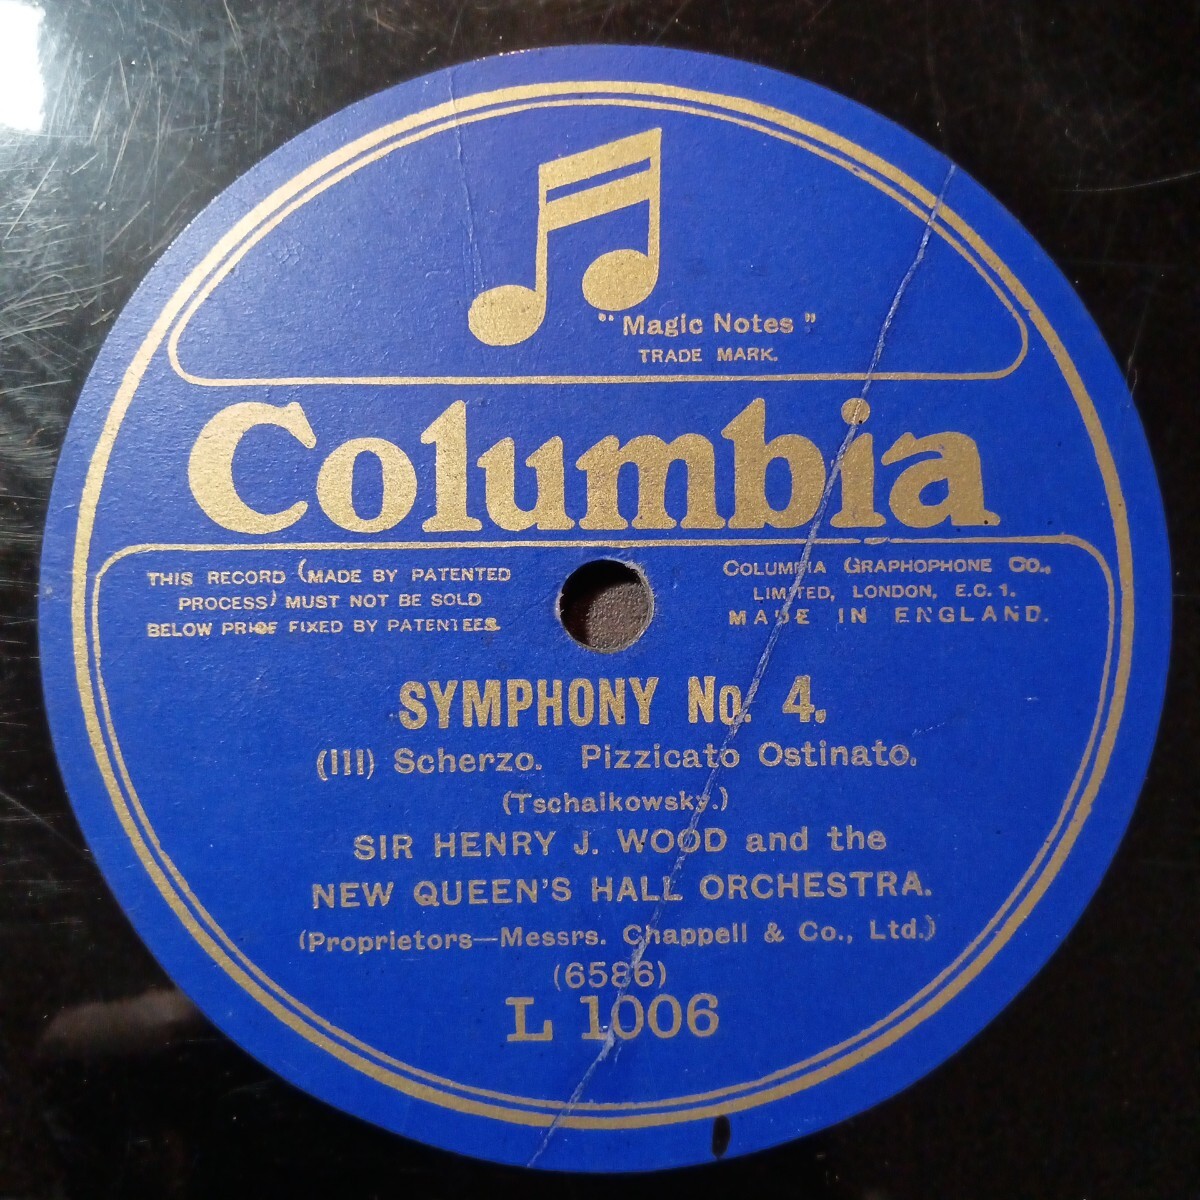 "Magic Notes"
TRADE MARK.
Columbia
THIS RECORD (MADE BY PATENTED
PROCESS) MUST NOT BE SOLD
BELOW PRICE FIXED BY PATENTEES.
COLUMBIA GRAPHOPHONE CO.,
LIMITED, LONDON, E.C.1.
MADE IN ENGLAND.
SYMPHONY No. 4.
(III) Scherzo. Pizzicato Ostinato.
(Tschaikowsky.)
SIR HENRY J. WOOD and the
NEW QUEEN'S HALL ORCHESTRA.
(Proprietors—Messrs. Chappell & Co., Ltd.)
(6586)
L 1006